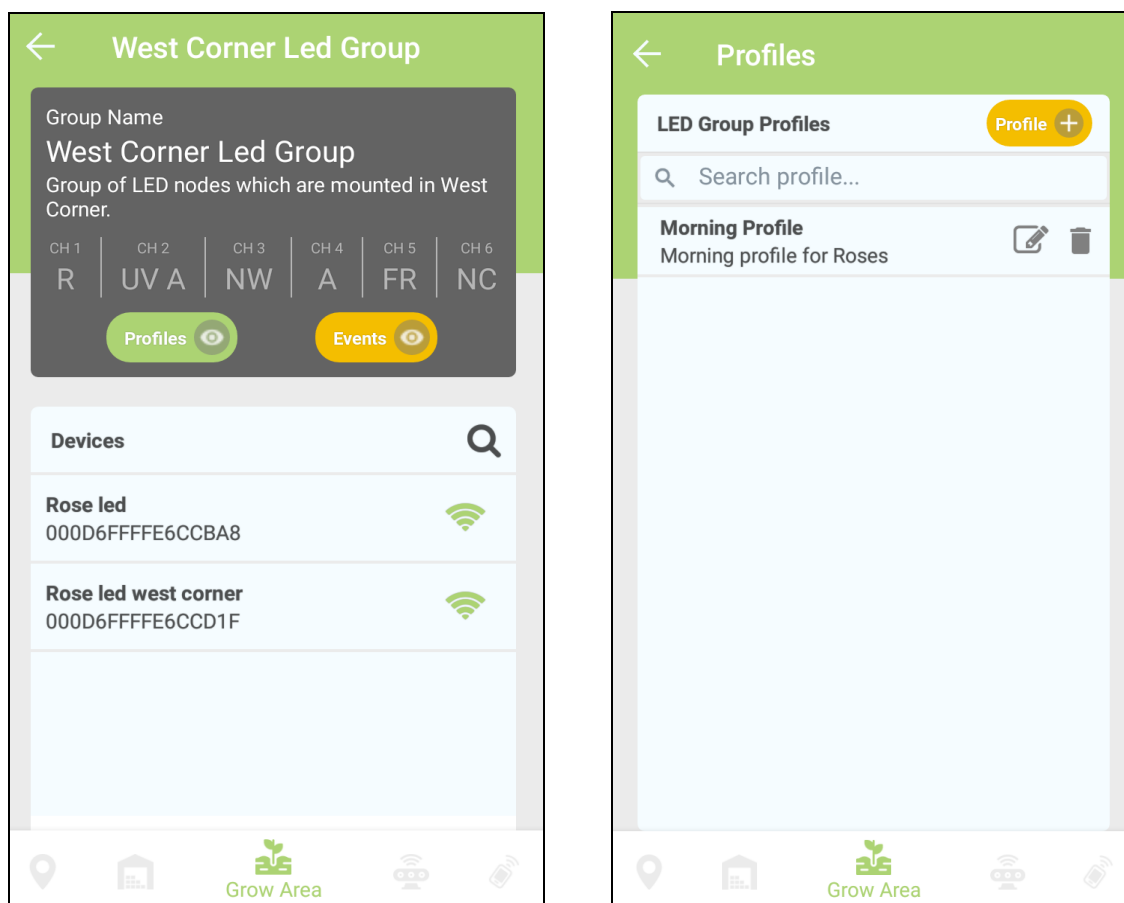 West Corner Led Group
Group Name
West Corner Led Group
Group of LED nodes which are mounted in West
Corner.
CH 1 CH 2 CH 3 CH 4 CH 5 CH 6
R UV A NW A FR NC
Profiles Events
Devices
Rose led
000D6FFFFE6CCBA8
Rose led west corner
000D6FFFFE6CCD1F
Grow Area
Profiles
LED Group Profiles Profile
Search profile...
Morning Profile
Morning profile for Roses
Grow Area